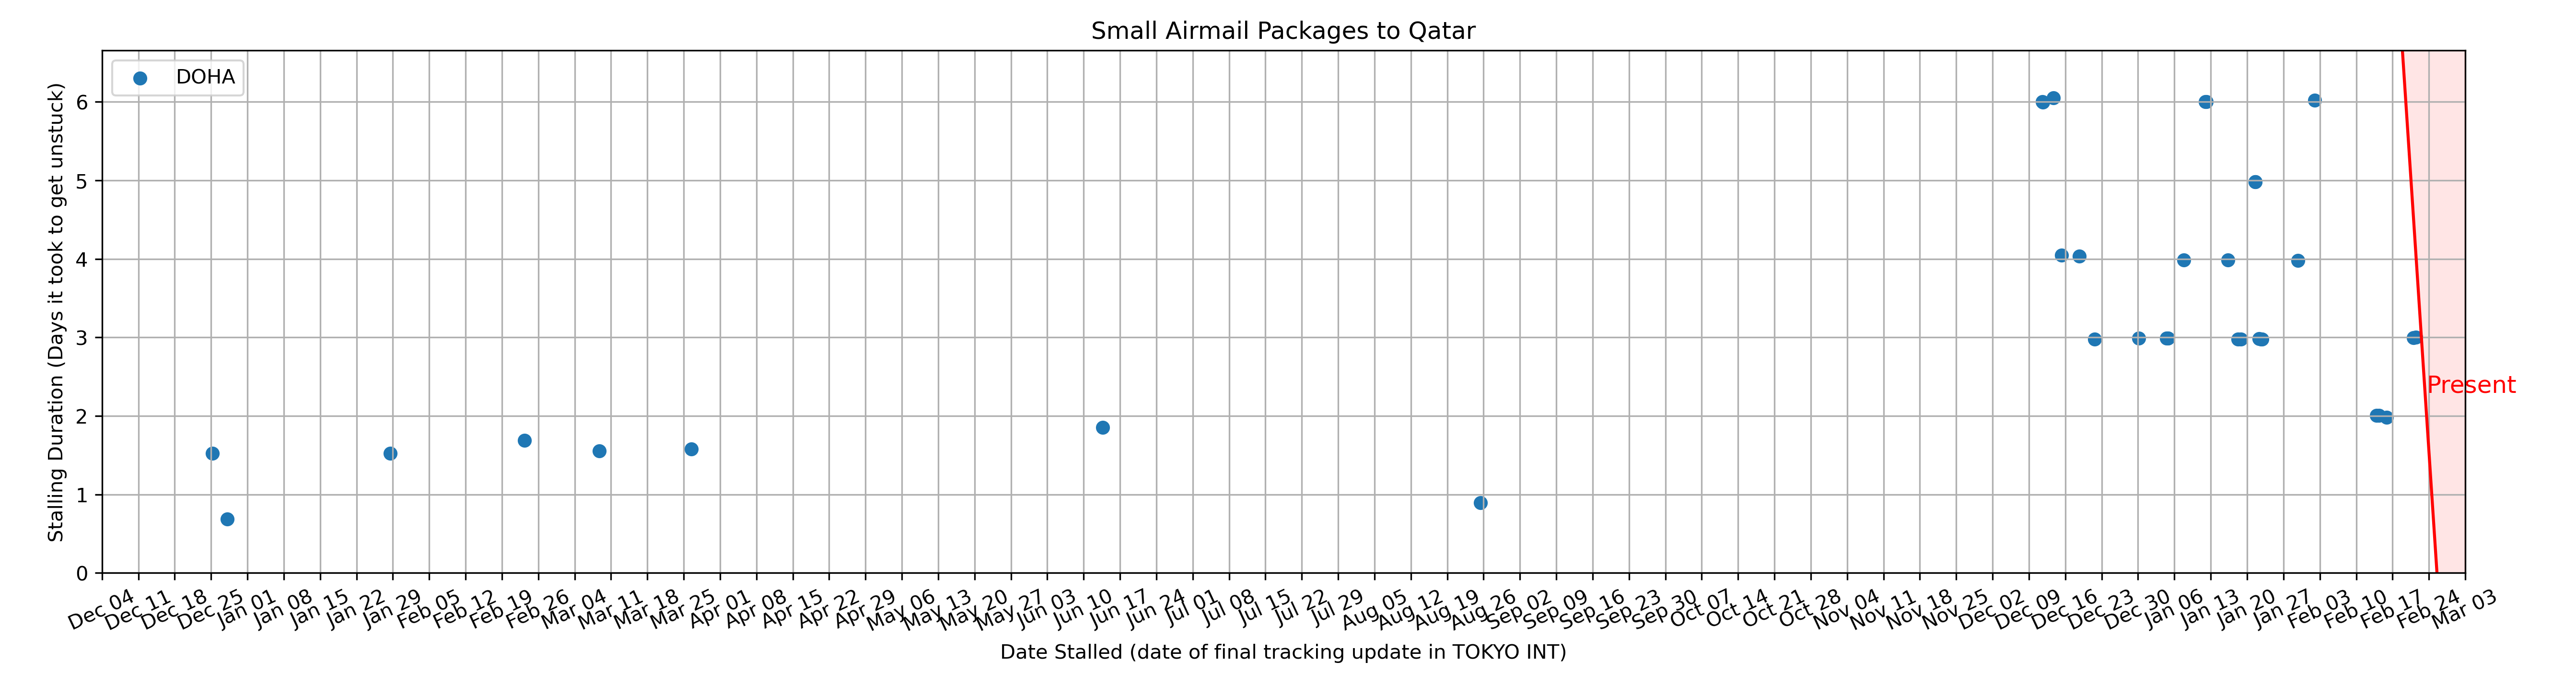 Small Airmail Packages to Qatar
DOHA
Stalling Duration (Days it took to get unstuck)
6
5
4
3
2
1
0
Present
Dec 04
Dec 11
Dec 18
Dec 25
Jan 01
Jan 08
Jan 15
Jan 22
Jan 29
Feb 05
Feb 12
Feb 19
Feb 26
Mar 04
Mar 11
Mar 18
Mar 25
Apr 01
Apr 08
Apr 15
Apr 22
Apr 29
May 06
May 13
May 20
May 27
Jun 03
Jun 10
Jun 17
Jun 24
Jul 01
Jul 08
Jul 15
Jul 22
Jul 29
Aug 05
Aug 12
Aug 19
Aug 26
Sep 02
Sep 09
Sep 16
Sep 23
Sep 30
Oct 07
Oct 14
Oct 21
Oct 28
Nov 04
Nov 11
Nov 18
Nov 25
Dec 02
Dec 09
Dec 16
Dec 23
Dec 30
Jan 06
Jan 13
Jan 20
Jan 27
Feb 03
Feb 10
Feb 17
Feb 24
Mar 03
Date Stalled (date of final tracking update in TOKYO INT)